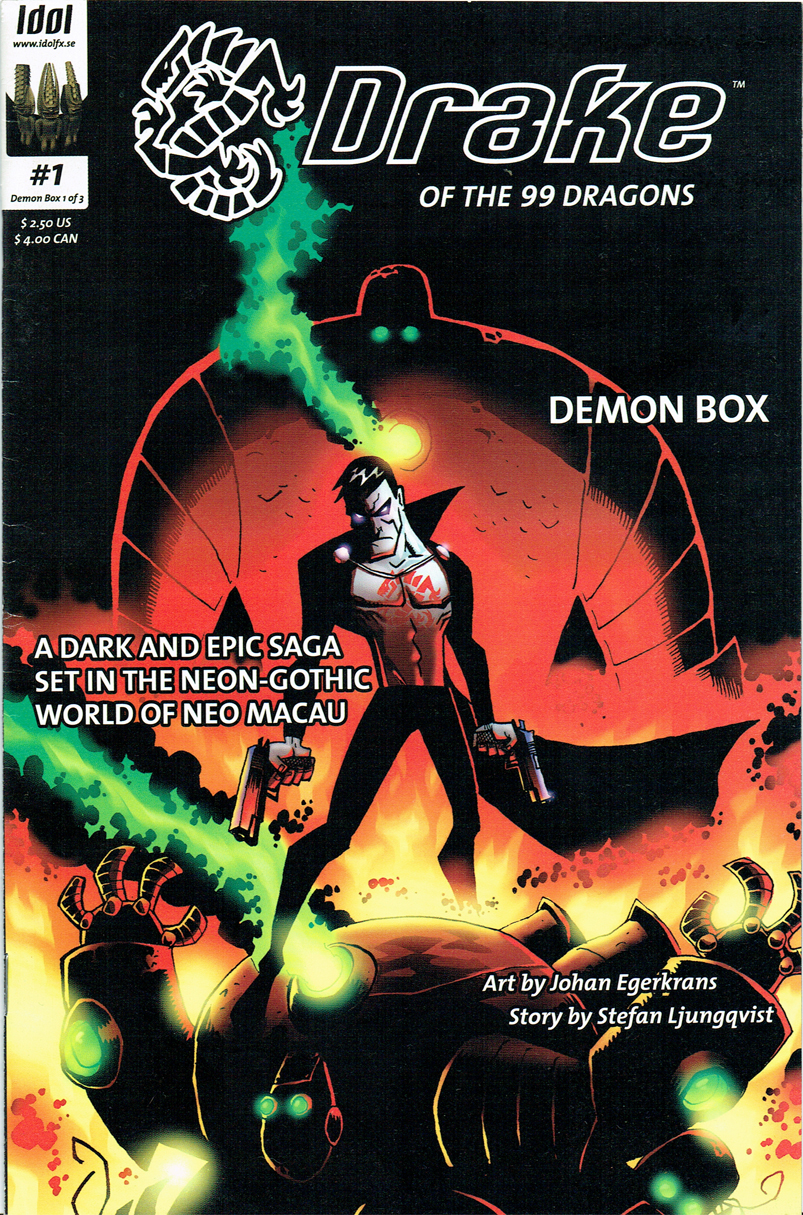 Idol
www.idolfx.se
#1
Demon Box 1 of 3
$ 2.50 US
$ 4.00 CAN
Drake™
OF THE 99 DRAGONS
DEMON BOX
A DARK AND EPIC SAGA
SET IN THE NEON-GOTHIC
WORLD OF NEO MACAU
Art by Johan Egerkrans
Story by Stefan Ljungqvist